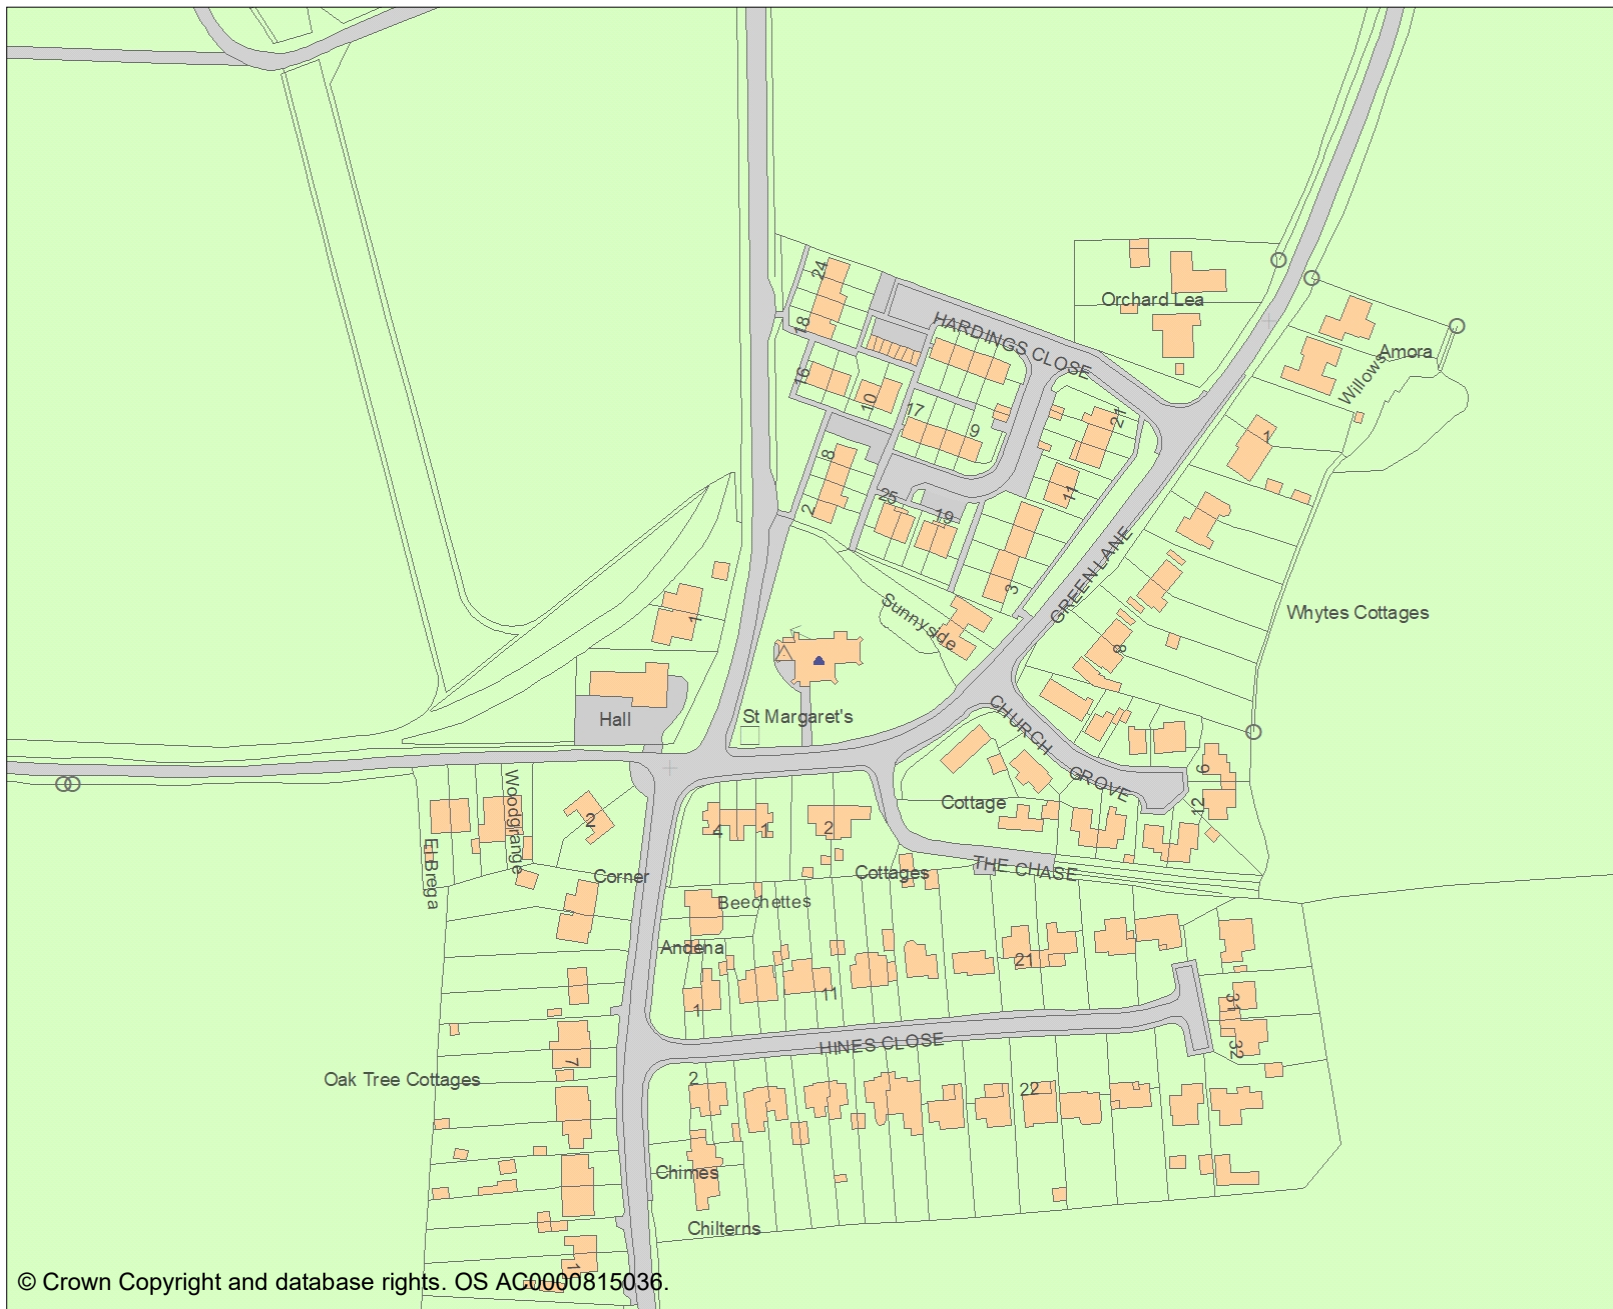 24
18
16
10
HARDINGS CLOSE
Orchard Lea
Amora
Willows
17
9
21
1
8
2
25
19
11
3
GREEN LANE
Sunnyside
Whytes Cottages
8
1
Hall
St Margaret's
CHURCH GROVE
9
12
Cottage
Woodgrange
El Brega
2
4
1
2
Corner
Cottages
THE CHASE
Beechettes
Andena
1
11
21
31
32
HINES CLOSE
7
Oak Tree Cottages
2
22
Chimes
Chilterns
1
© Crown Copyright and database rights. OS AC0000815036.